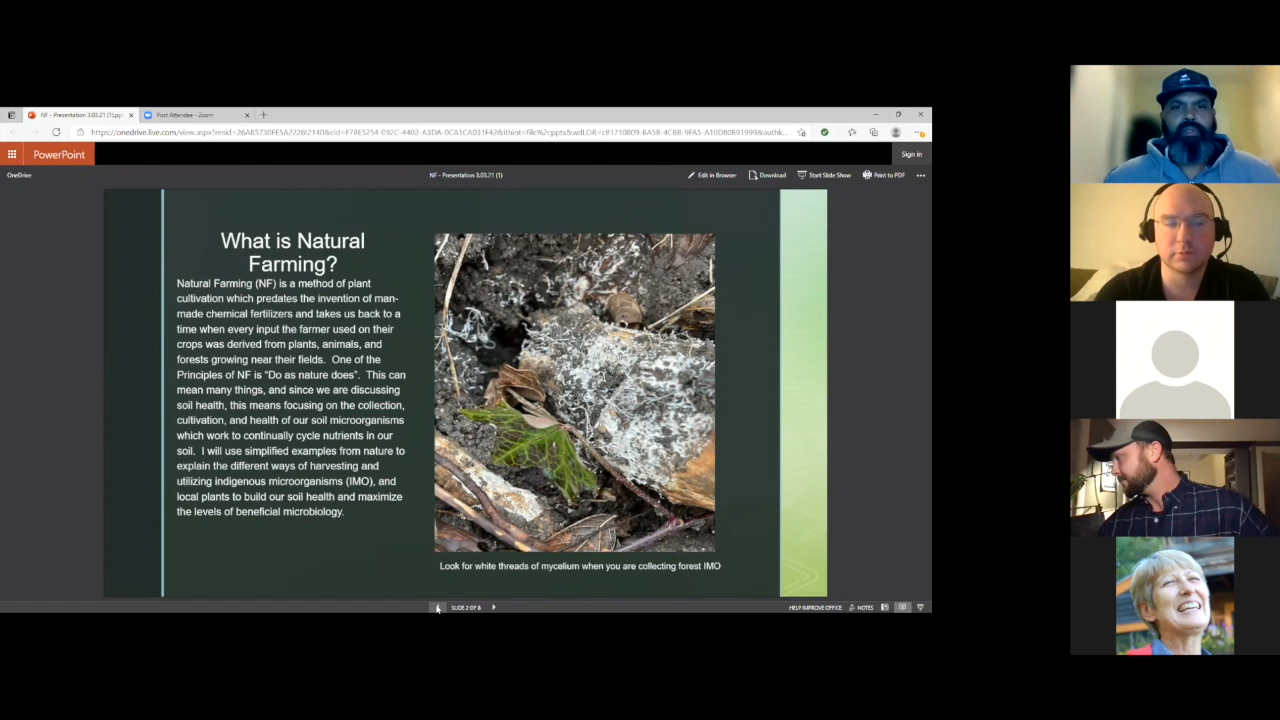 NF - Presentation 3.03.21 (1).pp
Post Attendee - Zoom
PowerPoint
Sign in
OneDrive
NF - Presentation 3.03.21 (1)
Edit in Browser
Download
Start Slide Show
Print to PDF
What is Natural
Farming?
Natural Farming (NF) is a method of plant
cultivation which predates the invention of man-
made chemical fertilizers and takes us back to a
time when every input the farmer used on their
crops was derived from plants, animals, and
forests growing near their fields. One of the
Principles of NF is “Do as nature does”. This can
mean many things, and since we are discussing
soil health, this means focusing on the collection,
cultivation, and health of our soil microorganisms
which work to continually cycle nutrients in our
soil. I will use simplified examples from nature to
explain the different ways of harvesting and
utilizing indigenous microorganisms (IMO), and
local plants to build our soil health and maximize
the levels of beneficial microbiology.
Look for white threads of mycelium when you are collecting forest IMO
SLIDE 2 OF 8
HELP IMPROVE OFFICE
NOTES